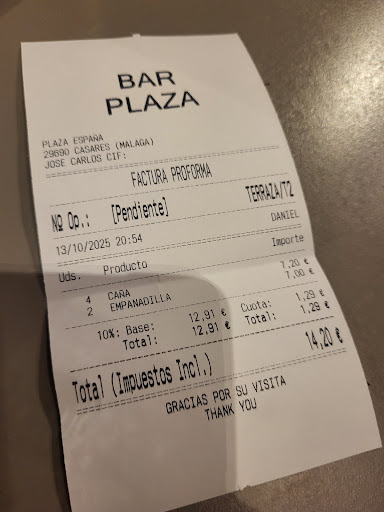 BAR
PLAZA
PLAZA ESPAÑA
29690 CASARES (MALAGA)
JOSE CARLOS CIF:
FACTURA PROFORMA
Nº Op.: [Pendiente] TERRAZA/T2
13/10/2025 20:54 DANIEL
Uds. Producto Importe
4 CAÑA 7,20 €
2 EMPANADILLA 7,00 €
10%: Base: 12,91 € Cuota: 1,29 €
Total: 12,91 € Total: 1,29 €
Total (Impuestos Incl.) 14,20 €
GRACIAS POR SU VISITA
THANK YOU